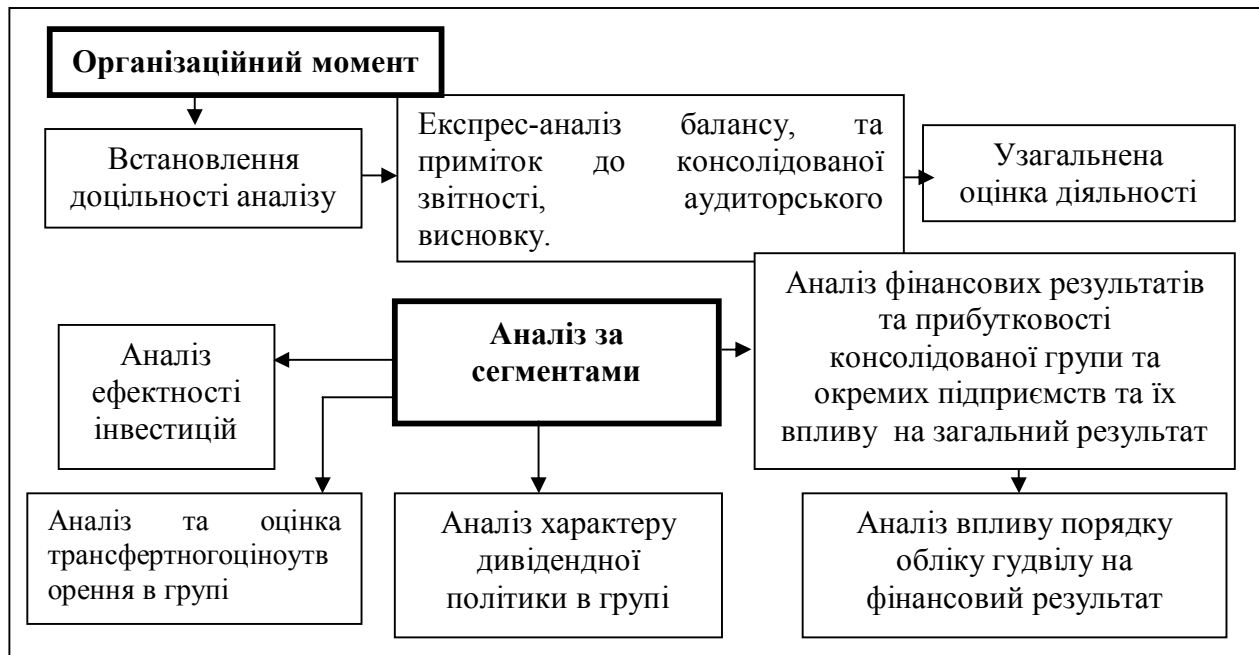 Організаційний момент
Встановлення
доцільності аналізу
Експрес-аналіз балансу, та
приміток до консолідованої
звітності, аудиторського
висновку.
Узагальнена
оцінка діяльності
Аналіз фінансових результатів
та прибутковості
консолідованої групи та
окремих підприємств та їх
впливу на загальний результат
Аналіз за
сегментами
Аналіз
ефектності
інвестицій
Аналіз та оцінка
трансфертногоціноутв
орення в групі
Аналіз характеру
дивідендної
політики в групі
Аналіз впливу порядку
обліку гудвілу на
фінансовий результат